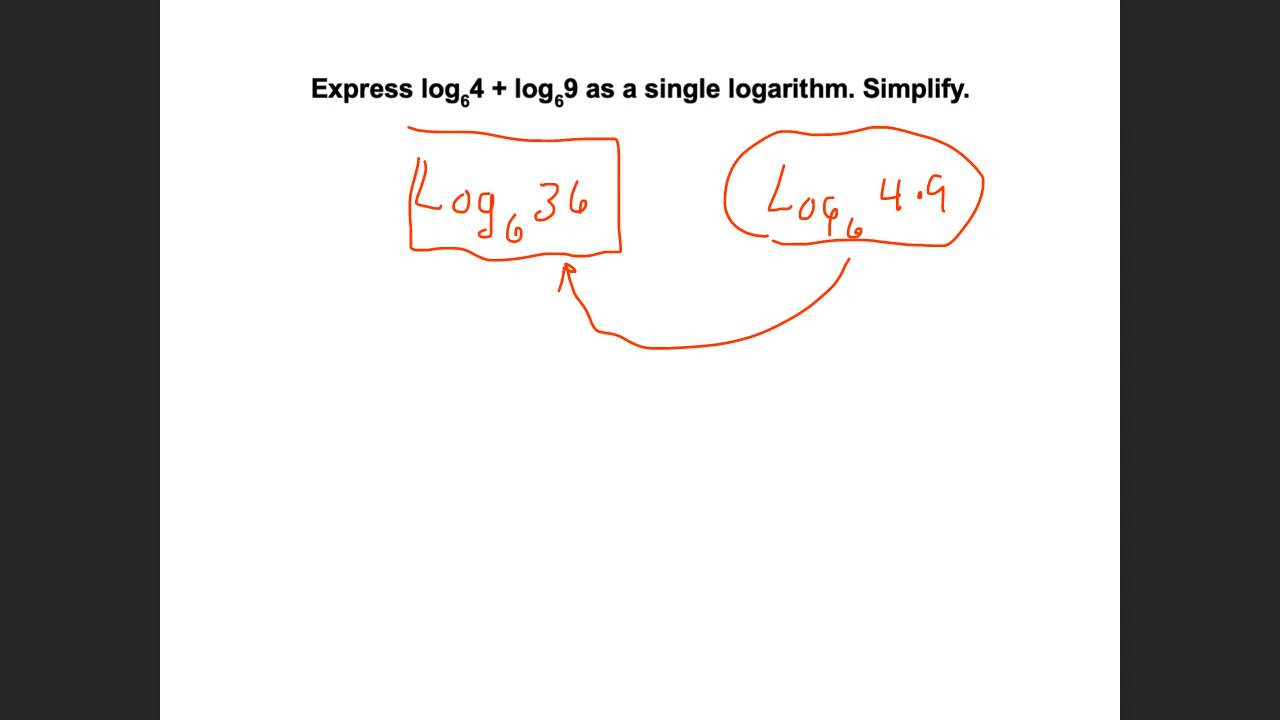 Express log₆4 + log₆9 as a single logarithm. Simplify.
Log₆ 36
Log₆ 4·9